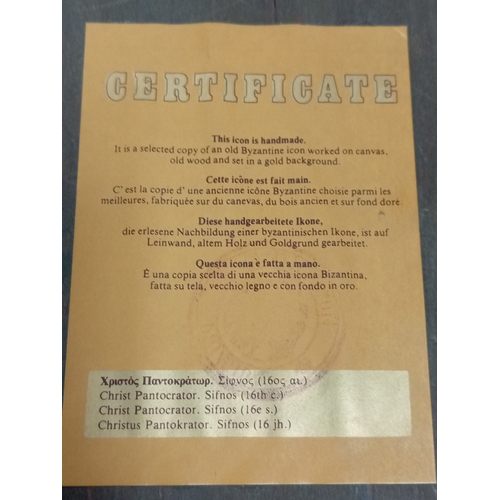 CERTIFICATE
This icon is handmade.
It is a selected copy of an old Byzantine icon worked on canvas,
old wood and set in a gold background.
Cette icône est fait main.
C' est la copie d' une ancienne icône Byzantine choisie parmi les
meilleures, fabriquée sur du canevas, du bois ancien et sur fond doré.
Diese handgearbeitete Ikone,
die erlesene Nachbildung einer byzantinischen Ikone, ist auf
Leinwand, altem Holz und Goldgrund gearbeitet.
Questa icona è fatta a mano.
È una copia scelta di una vecchia icona Bizantina,
fatta su tela, vecchio legno e con fondo in oro.
Χριστός Παντοκράτωρ. Σίφνος (16ος αι.)
Christ Pantocrator. Sifnos (16th c.)
Christ Pantocrator. Sifnos (16e s.)
Christus Pantokrator. Sifnos (16 jh.)